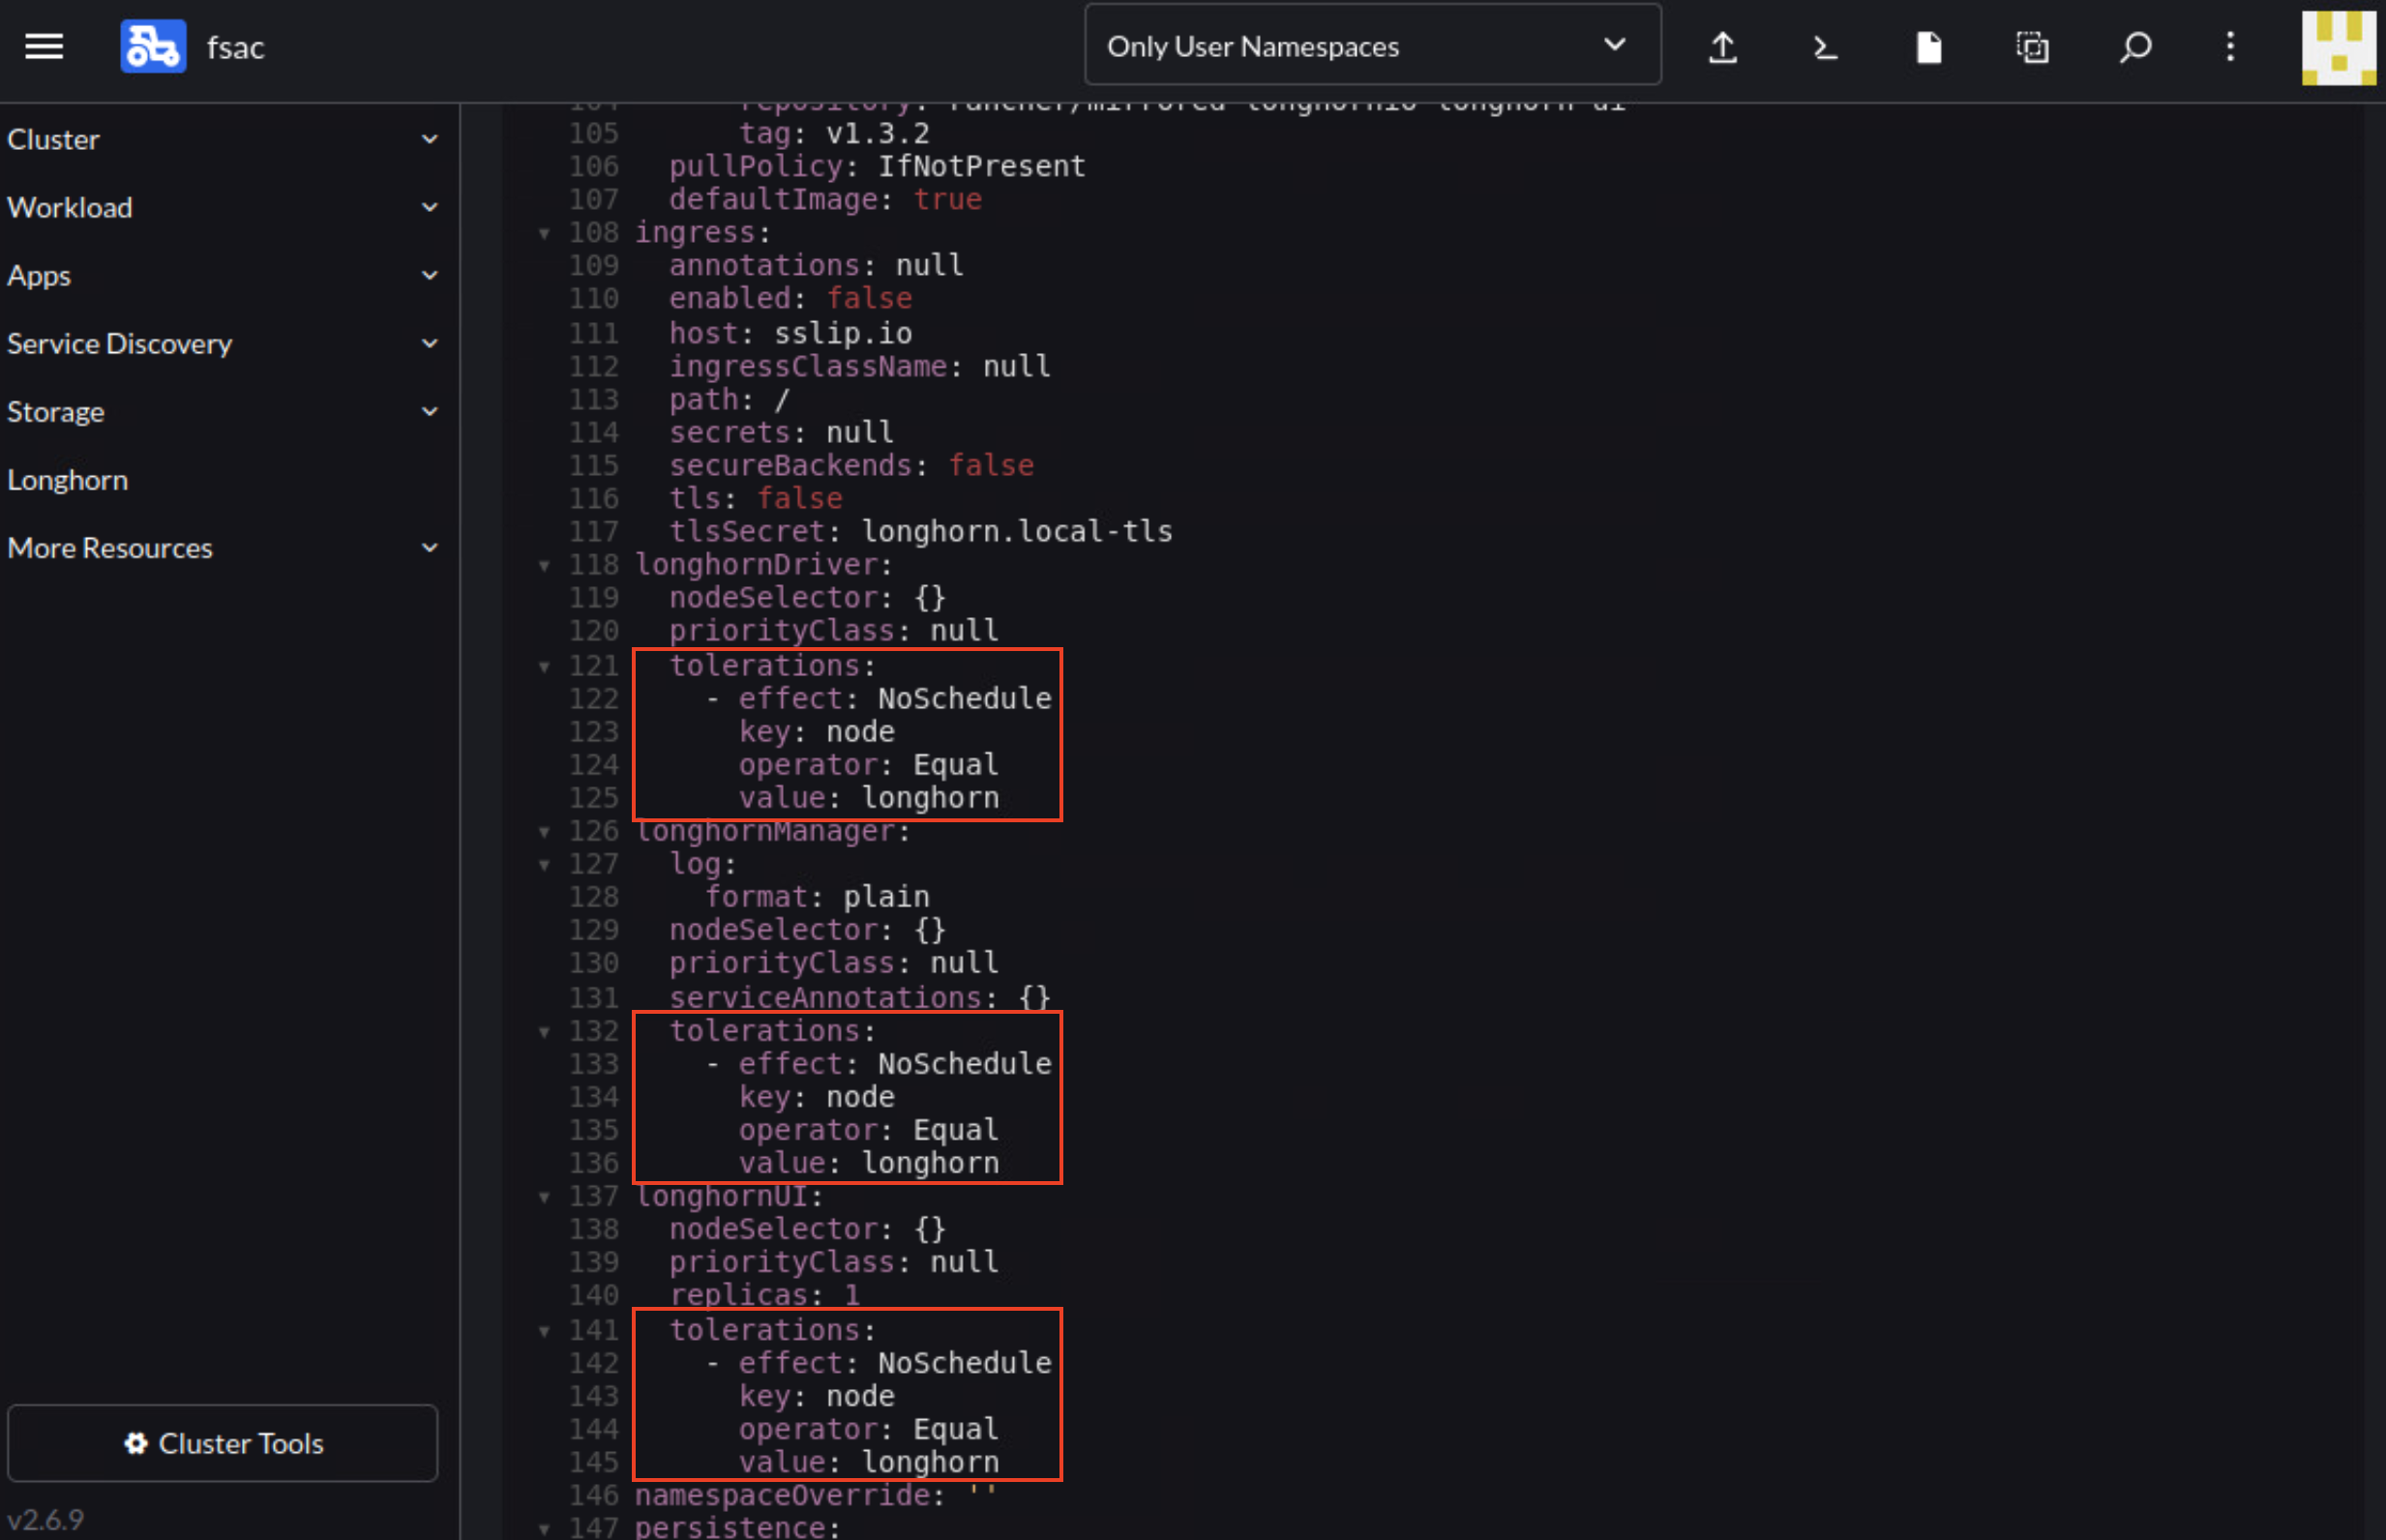 fsac
Only User Namespaces
Cluster
Workload
Apps
Service Discovery
Storage
Longhorn
More Resources
Cluster Tools
v2.6.9
104 repository: rancher/mirrored-longhornio-longhorn-ui
105 tag: v1.3.2
106 pullPolicy: IfNotPresent
107 defaultImage: true
108 ingress:
109 annotations: null
110 enabled: false
111 host: sslip.io
112 ingressClassName: null
113 path: /
114 secrets: null
115 secureBackends: false
116 tls: false
117 tlsSecret: longhorn.local-tls
118 longhornDriver:
119 nodeSelector: {}
120 priorityClass: null
121 tolerations:
122 - effect: NoSchedule
123 key: node
124 operator: Equal
125 value: longhorn
126 longhornManager:
127 log:
128 format: plain
129 nodeSelector: {}
130 priorityClass: null
131 serviceAnnotations: {}
132 tolerations:
133 - effect: NoSchedule
134 key: node
135 operator: Equal
136 value: longhorn
137 longhornUI:
138 nodeSelector: {}
139 priorityClass: null
140 replicas: 1
141 tolerations:
142 - effect: NoSchedule
143 key: node
144 operator: Equal
145 value: longhorn
146 namespaceOverride: ''
147 persistence: